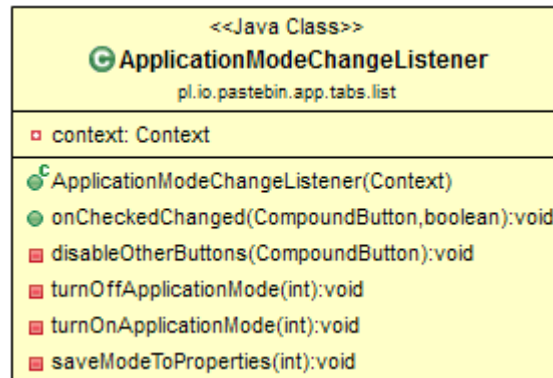 <<Java Class>>
ApplicationModeChangeListener
pl.io.pastebin.app.tabs.list
context: Context
ApplicationModeChangeListener(Context)
onCheckedChanged(CompoundButton,boolean):void
disableOtherButtons(CompoundButton):void
turnOffApplicationMode(int):void
turnOnApplicationMode(int):void
saveModeToProperties(int):void